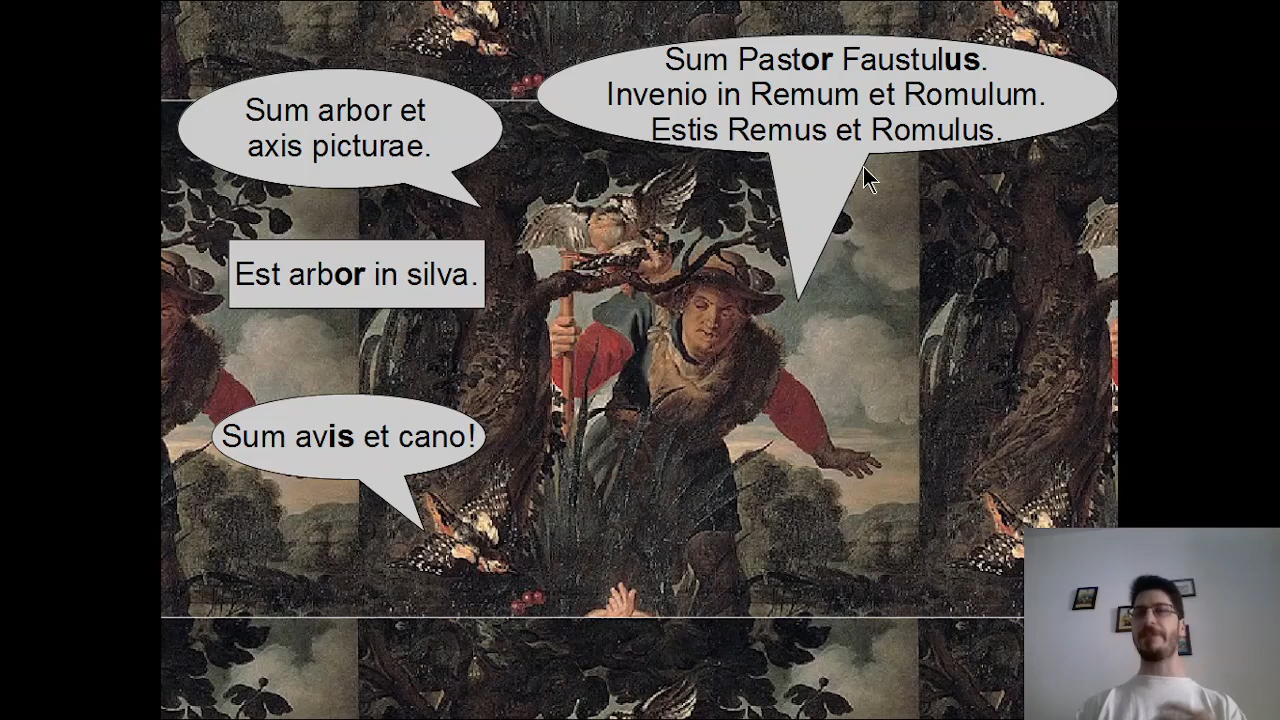 Sum arbor et
axis picturae.
Sum Pastor Faustulus.
Invenio in Remum et Romulum.
Estis Remus et Romulus.
Est arbor in silva.
Sum avis et cano!